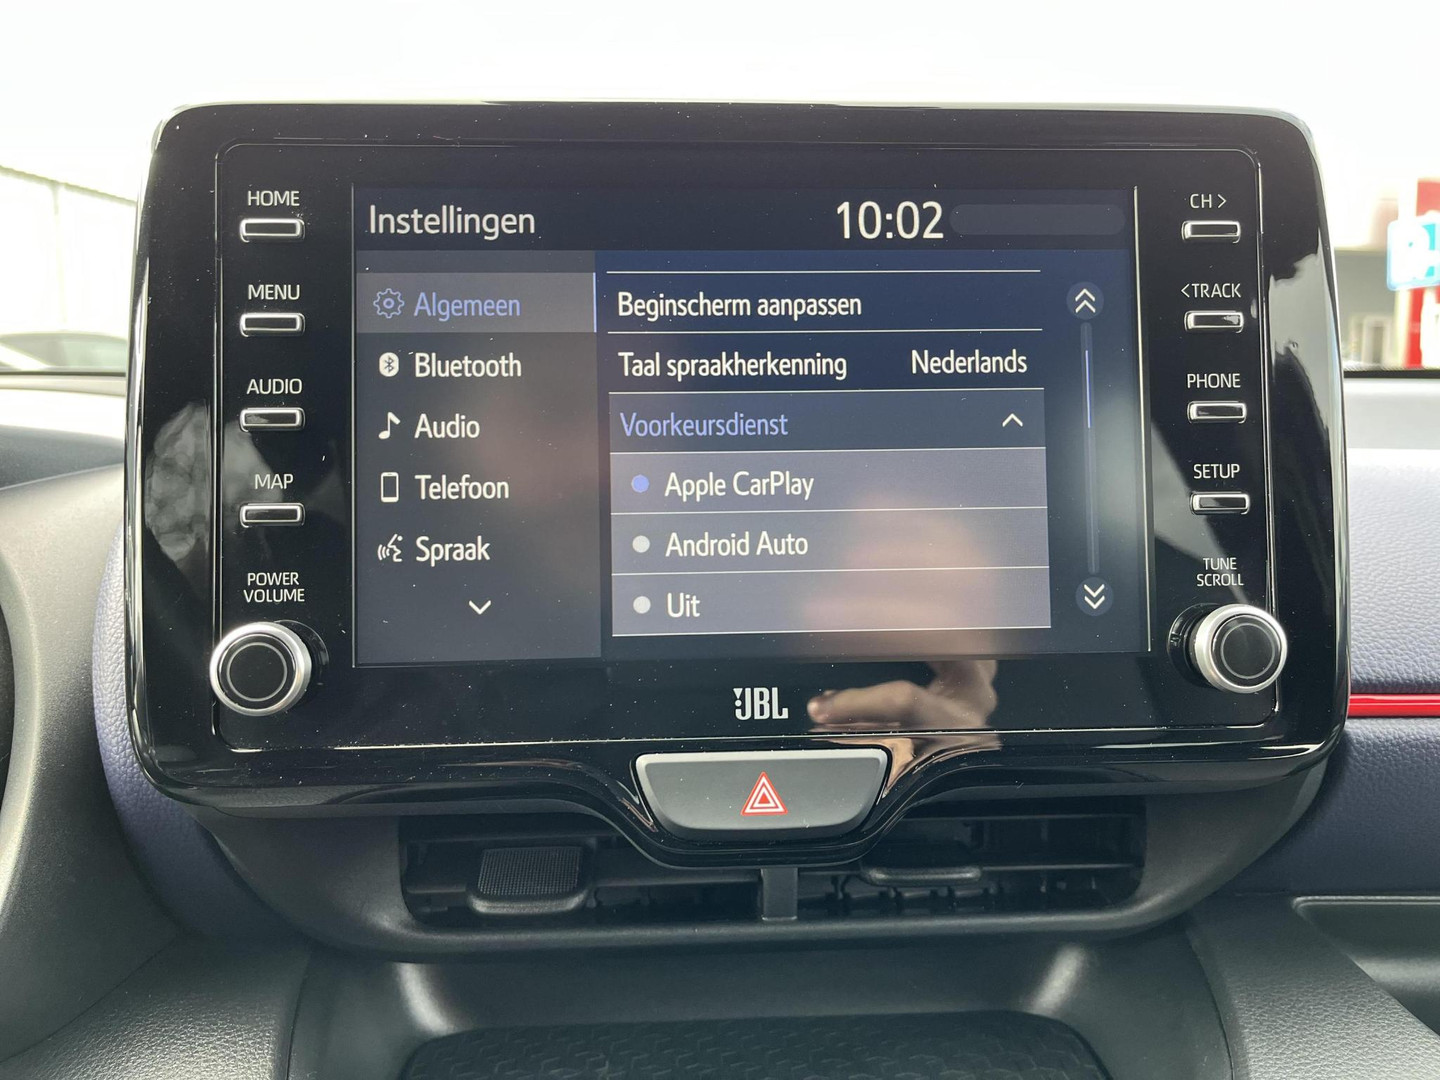 HOME
MENU
AUDIO
MAP
POWER
VOLUME
Instellingen
10:02
Algemeen
Bluetooth
Audio
Telefoon
Spraak
Beginscherm aanpassen
Taal spraakherkenning Nederlands
Voorkeursdienst
Apple CarPlay
Android Auto
Uit
CH >
<TRACK
PHONE
SETUP
TUNE
SCROLL
JBL